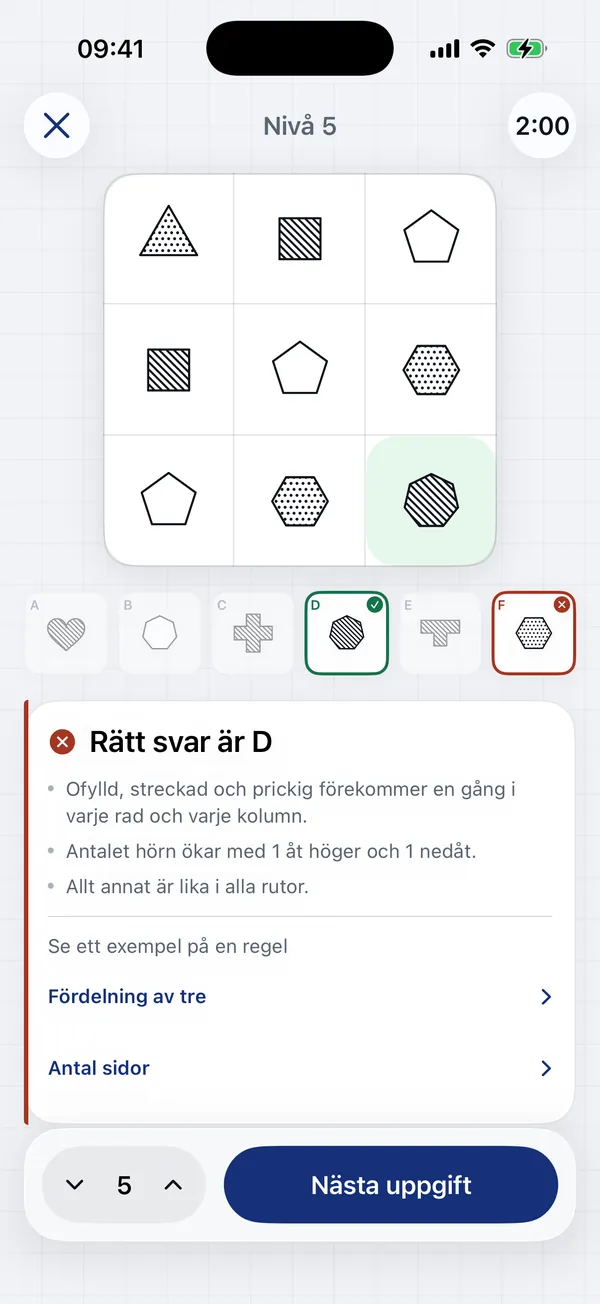 09:41
Nivå 5
2:00
A
B
C
D
E
F
Rätt svar är D
• Ofylld, streckad och prickig förekommer en gång i
varje rad och varje kolumn.
• Antalet hörn ökar med 1 åt höger och 1 nedåt.
• Allt annat är lika i alla rutor.
Se ett exempel på en regel
Fördelning av tre
Antal sidor
5
Nästa uppgift